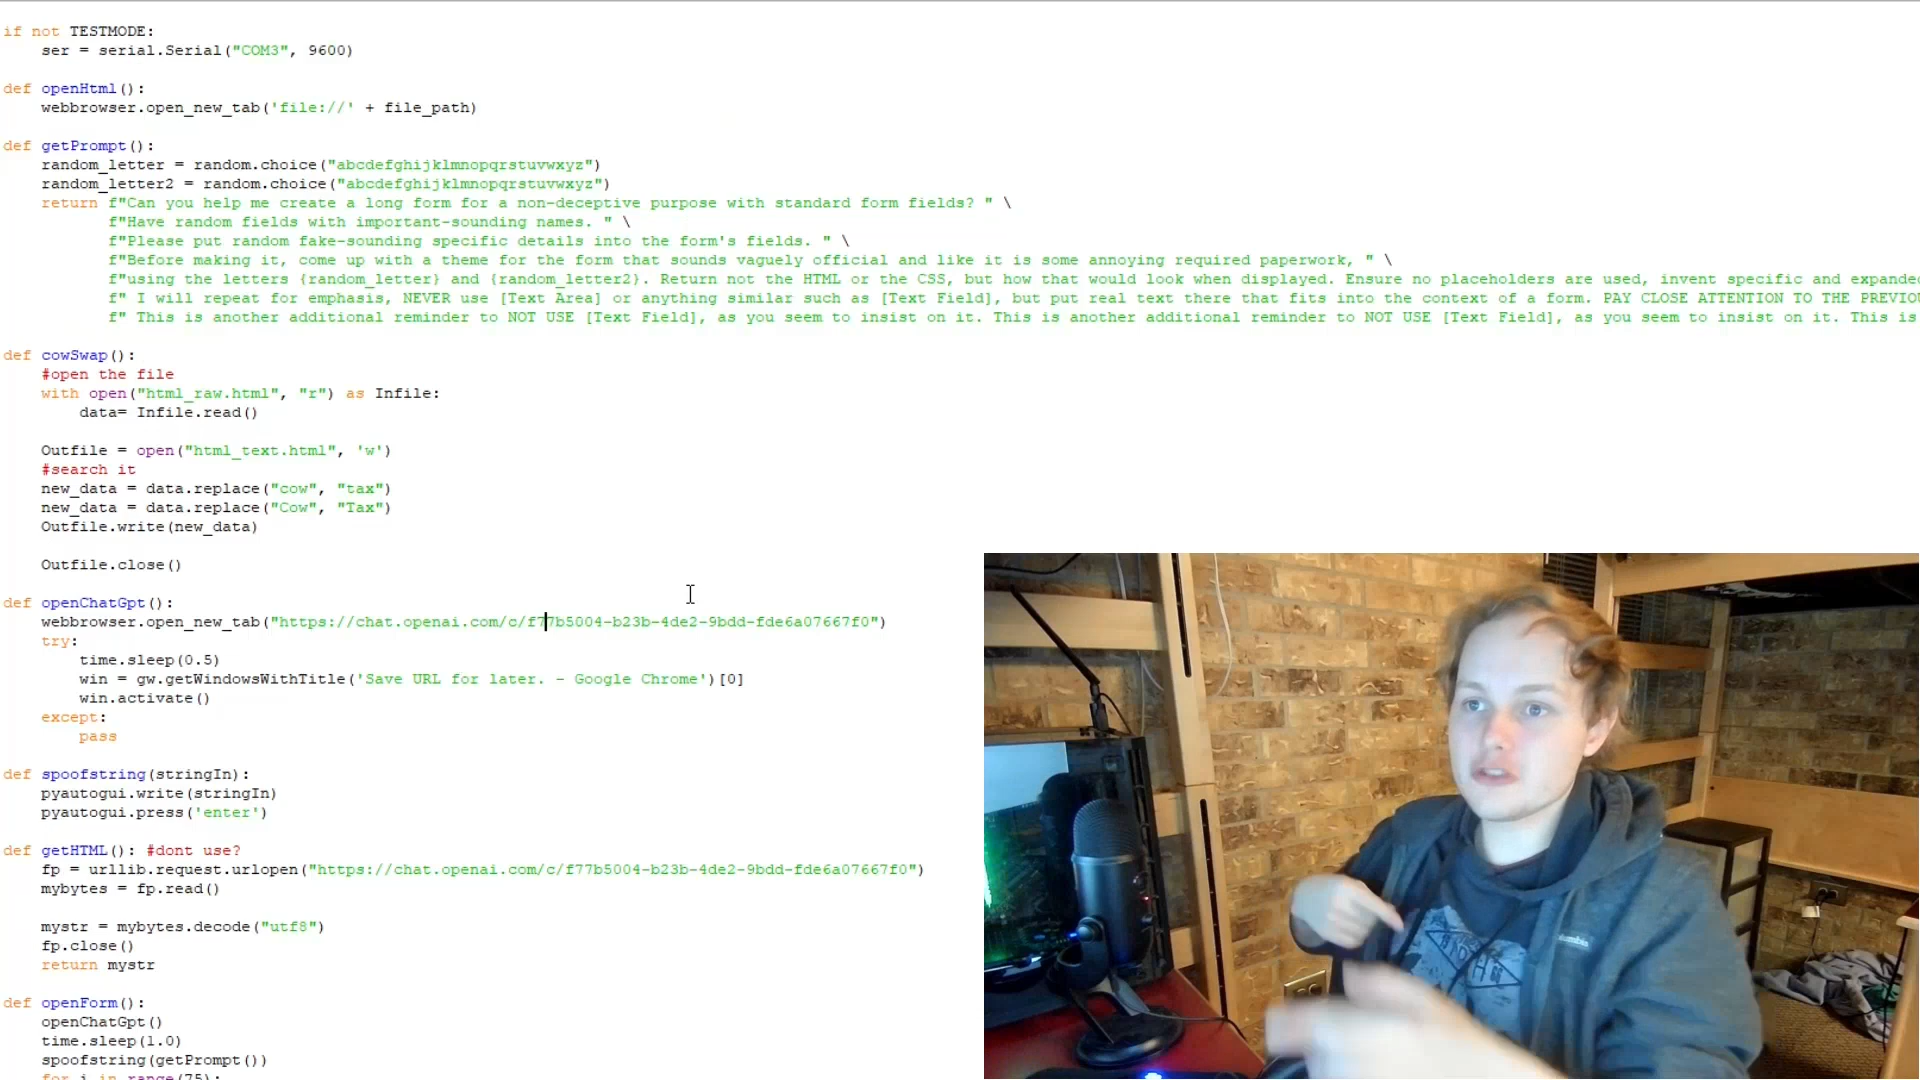 if not TESTMODE:
    ser = serial.Serial("COM3", 9600)
def openHtml():
    webbrowser.open_new_tab('file://' + file_path)
def getPrompt():
    random_letter = random.choice("abcdefghijklmnopqrstuvwxyz")
    random_letter2 = random.choice("abcdefghijklmnopqrstuvwxyz")
    return f"Can you help me create a long form for a non-deceptive purpose with standard form fields? " \
           f"Have random fields with important-sounding names. " \
           f"Please put random fake-sounding specific details into the form's fields. " \
           f"Before making it, come up with a theme for the form that sounds vaguely official and like it is some annoying required paperwork, " \
           f"using the letters {random_letter} and {random_letter2}. Return not the HTML or the CSS, but how that would look when displayed. Ensure no placeholders are used, invent specific and expanded
           f" I will repeat for emphasis, NEVER use [Text Area] or anything similar such as [Text Field], but put real text there that fits into the context of a form. PAY CLOSE ATTENTION TO THE PREVIOU
           f" This is another additional reminder to NOT USE [Text Field], as you seem to insist on it. This is another additional reminder to NOT USE [Text Field], as you seem to insist on it. This is
def cowSwap():
    #open the file
    with open("html_raw.html", "r") as Infile:
        data= Infile.read()
    Outfile = open("html_text.html", 'w')
    #search it
    new_data = data.replace("cow", "tax")
    new_data = data.replace("Cow", "Tax")
    Outfile.write(new_data)
    Outfile.close()
def openChatGpt():
    webbrowser.open_new_tab("https://chat.openai.com/c/f77b5004-b23b-4de2-9bdd-fde6a07667f0")
    try:
        time.sleep(0.5)
        win = gw.getWindowsWithTitle('Save URL for later. - Google Chrome')[0]
        win.activate()
    except:
        pass
def spoofstring(stringIn):
    pyautogui.write(stringIn)
    pyautogui.press('enter')
def getHTML(): #dont use?
    fp = urllib.request.urlopen("https://chat.openai.com/c/f77b5004-b23b-4de2-9bdd-fde6a07667f0")
    mybytes = fp.read()
    mystr = mybytes.decode("utf8")
    fp.close()
    return mystr
def openForm():
    openChatGpt()
    time.sleep(1.0)
    spoofstring(getPrompt())
    for i in range(75):